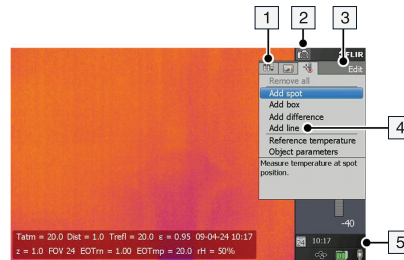 1
2
3
FLIR
Edit
Remove all
Add spot
Add box
Add difference
Add line
4
Reference temperature
Object parameters
Measure temperature at spot position.
-40
Tatm = 20.0 Dist = 1.0 Trefl = 20.0 ε = 0.95 09-04-24 10:17
24 10:17
5
z = 1.0 FOV 24 EOTrn = 1.00 EOTmp = 20.0 rH = 50%